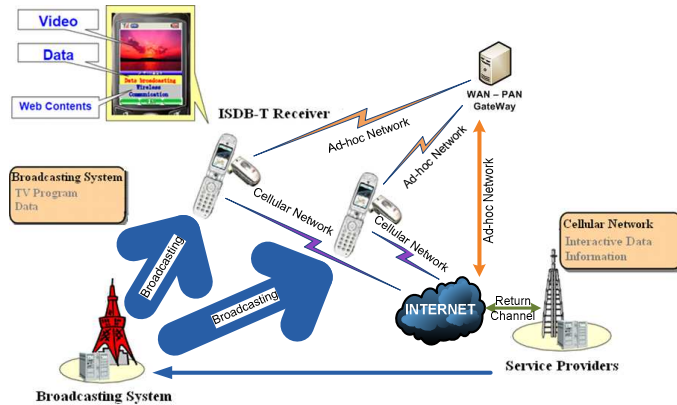 Video
Data
Web Contents
Data broadcasting
Wireless
Communication
ISDB-T Receiver
WAN – PAN
GateWay
Ad-hoc Network
Ad-hoc Network
Ad-hoc Network
Broadcasting System
TV Program
Data
Cellular Network
Cellular Network
Cellular Network
Interactive Data
Information
Broadcasting
Broadcasting
INTERNET
Return
Channel
Service Providers
Broadcasting System